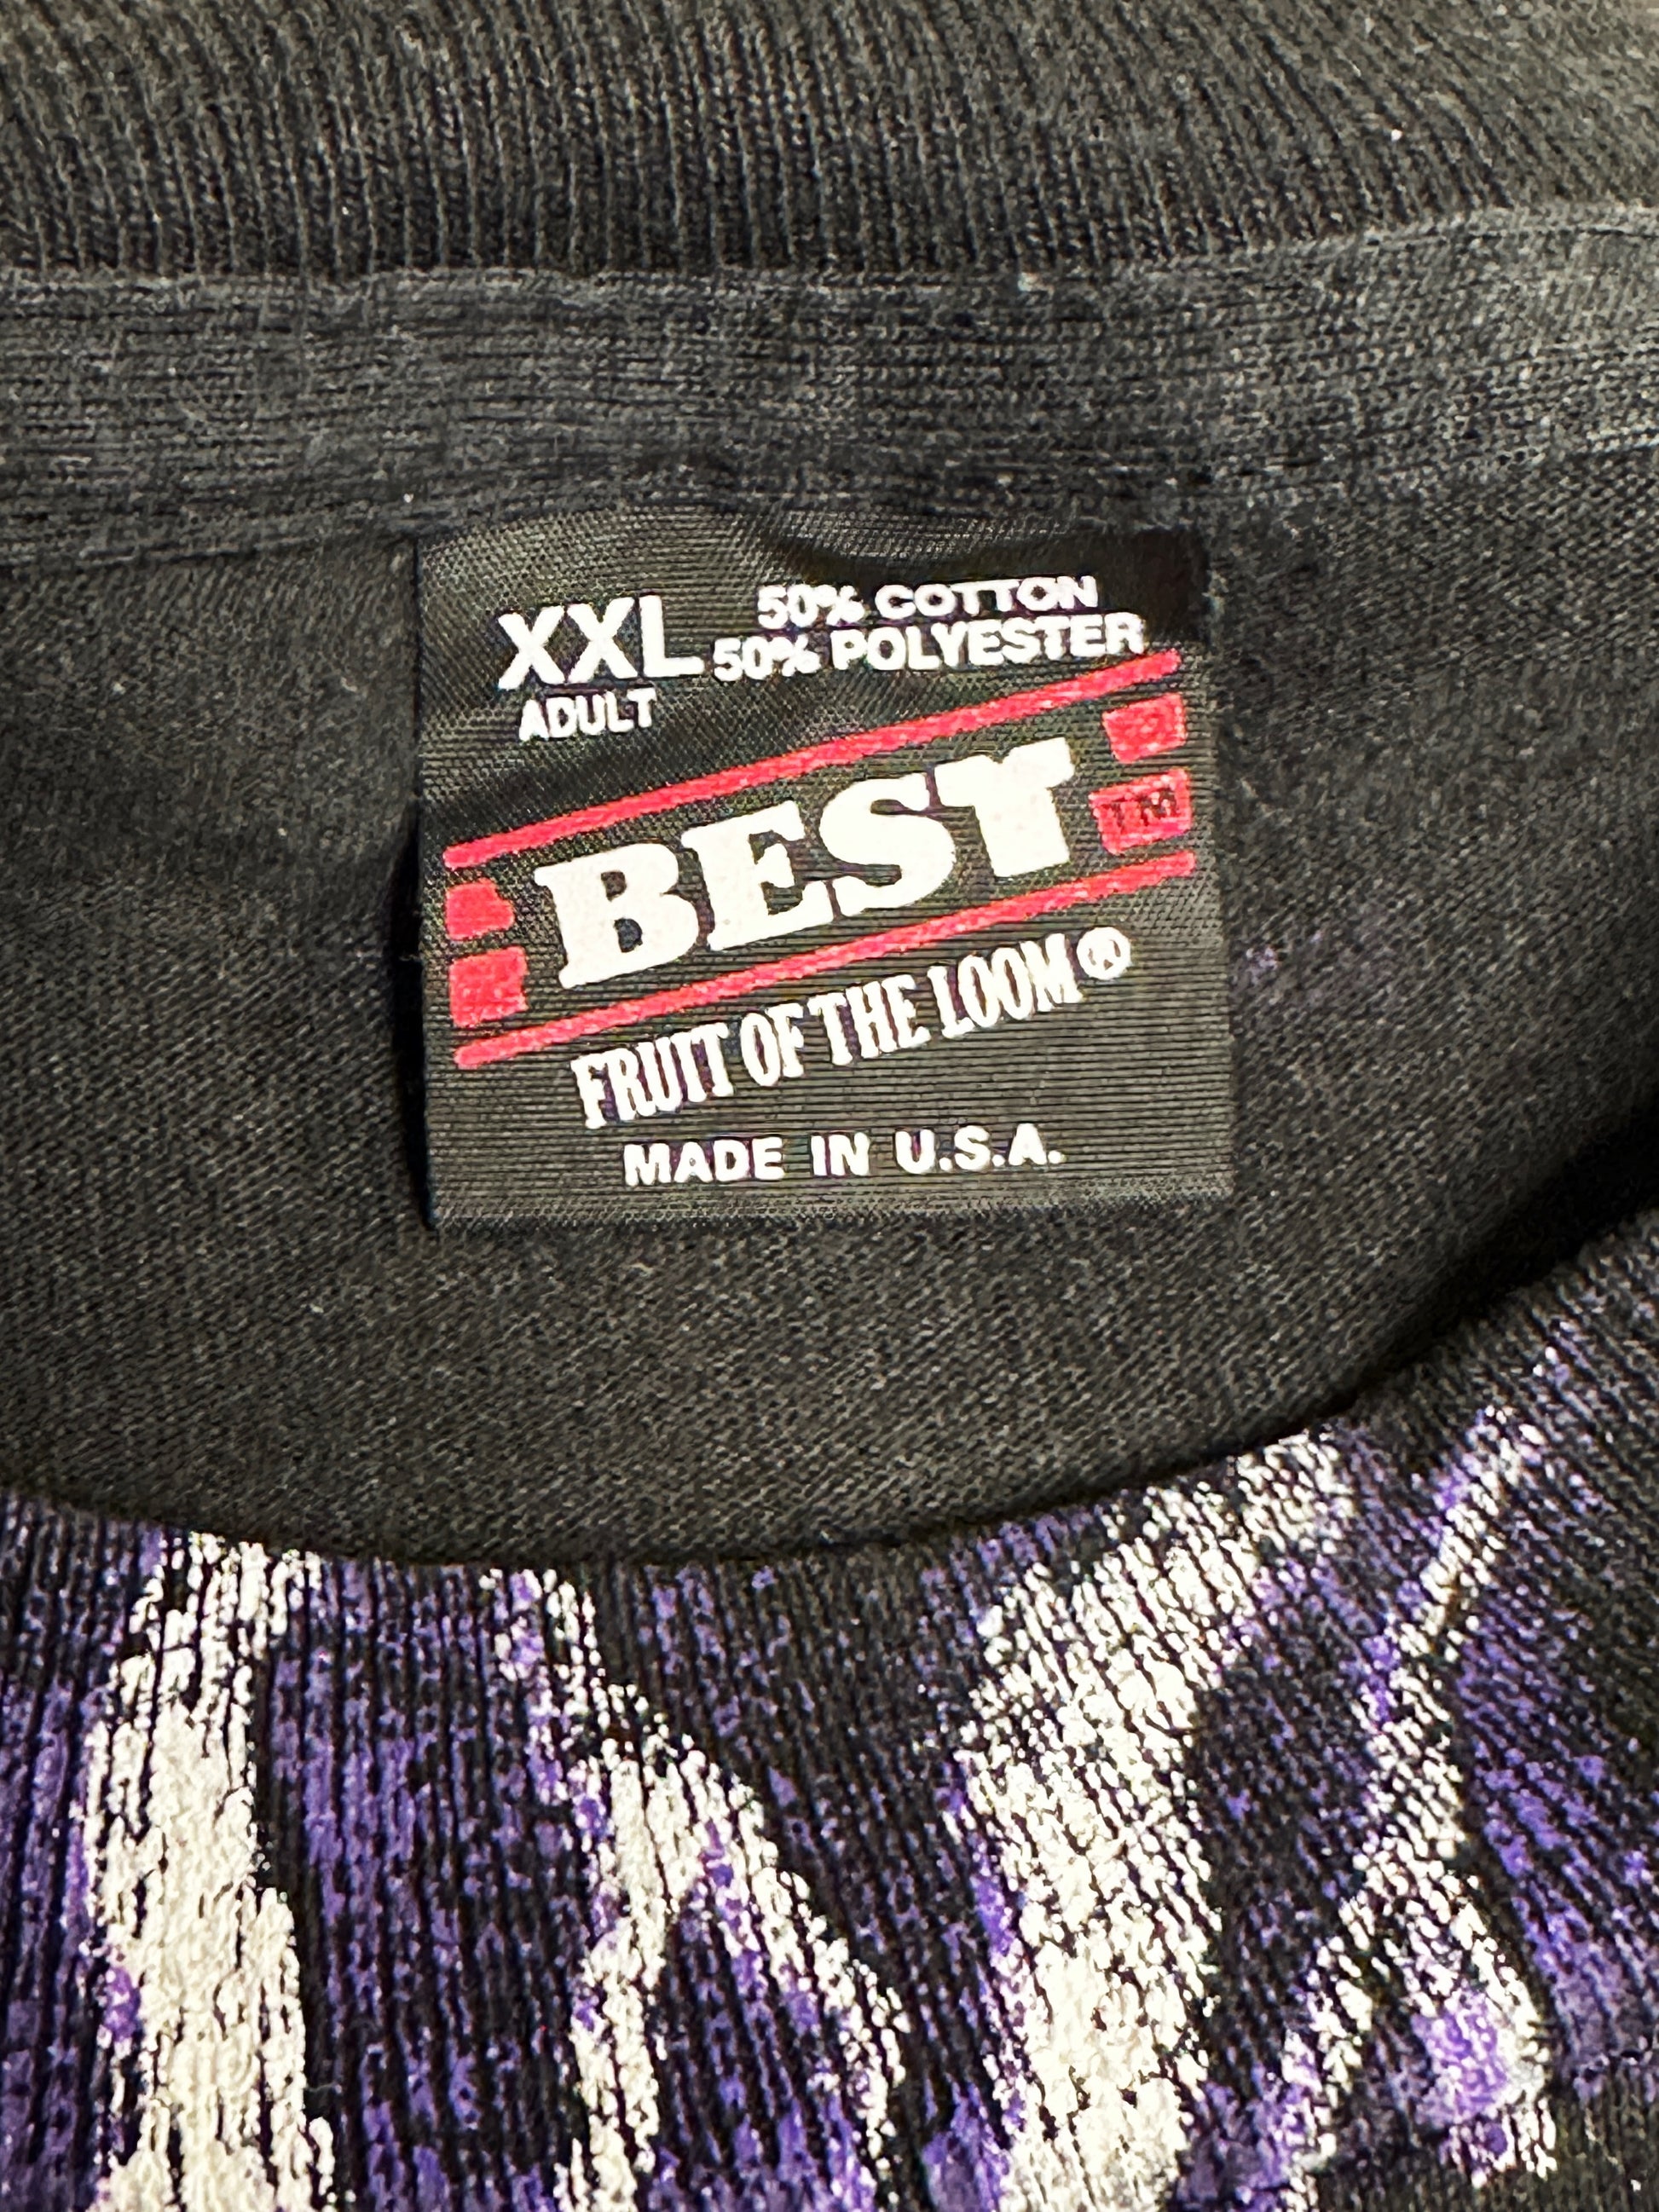 XXL
ADULT
50% COTTON
50% POLYESTER
BEST
TM
FRUIT OF THE LOOM®
MADE IN U.S.A.